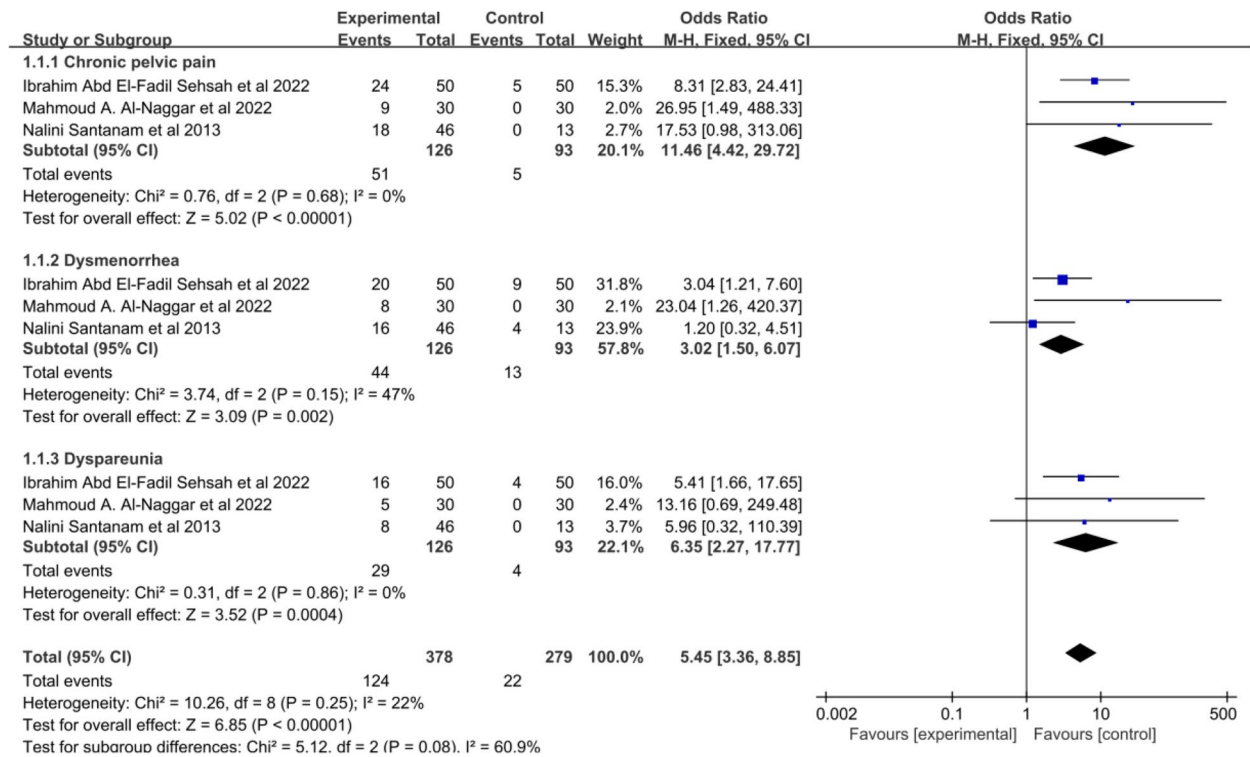 Experimental Control Odds Ratio Odds Ratio
Study or Subgroup Events Total Events Total Weight M-H, Fixed, 95% CI M-H, Fixed, 95% CI
1.1.1 Chronic pelvic pain
Ibrahim Abd El-Fadil Sehsah et al 2022 24 50 5 50 15.3% 8.31 [2.83, 24.41]
Mahmoud A. Al-Naggar et al 2022 9 30 0 30 2.0% 26.95 [1.49, 488.33]
Nalini Santanam et al 2013 18 46 0 13 2.7% 17.53 [0.98, 313.06]
Subtotal (95% CI) 126 93 20.1% 11.46 [4.42, 29.72]
Total events 51 5
Heterogeneity: Chi² = 0.76, df = 2 (P = 0.68); I² = 0%
Test for overall effect: Z = 5.02 (P < 0.00001)
1.1.2 Dysmenorrhea
Ibrahim Abd El-Fadil Sehsah et al 2022 20 50 9 50 31.8% 3.04 [1.21, 7.60]
Mahmoud A. Al-Naggar et al 2022 8 30 0 30 2.1% 23.04 [1.26, 420.37]
Nalini Santanam et al 2013 16 46 4 13 23.9% 1.20 [0.32, 4.51]
Subtotal (95% CI) 126 93 57.8% 3.02 [1.50, 6.07]
Total events 44 13
Heterogeneity: Chi² = 3.74, df = 2 (P = 0.15); I² = 47%
Test for overall effect: Z = 3.09 (P = 0.002)
1.1.3 Dyspareunia
Ibrahim Abd El-Fadil Sehsah et al 2022 16 50 4 50 16.0% 5.41 [1.66, 17.65]
Mahmoud A. Al-Naggar et al 2022 5 30 0 30 2.4% 13.16 [0.69, 249.48]
Nalini Santanam et al 2013 8 46 0 13 3.7% 5.96 [0.32, 110.39]
Subtotal (95% CI) 126 93 22.1% 6.35 [2.27, 17.77]
Total events 29 4
Heterogeneity: Chi² = 0.31, df = 2 (P = 0.86); I² = 0%
Test for overall effect: Z = 3.52 (P = 0.0004)
Total (95% CI) 378 279 100.0% 5.45 [3.36, 8.85]
Total events 124 22
Heterogeneity: Chi² = 10.26, df = 8 (P = 0.25); I² = 22%
Test for overall effect: Z = 6.85 (P < 0.00001)
Test for subgroup differences: Chi² = 5.12, df = 2 (P = 0.08), I² = 60.9%
0.002 0.1 1 10 500
Favours [experimental] Favours [control]